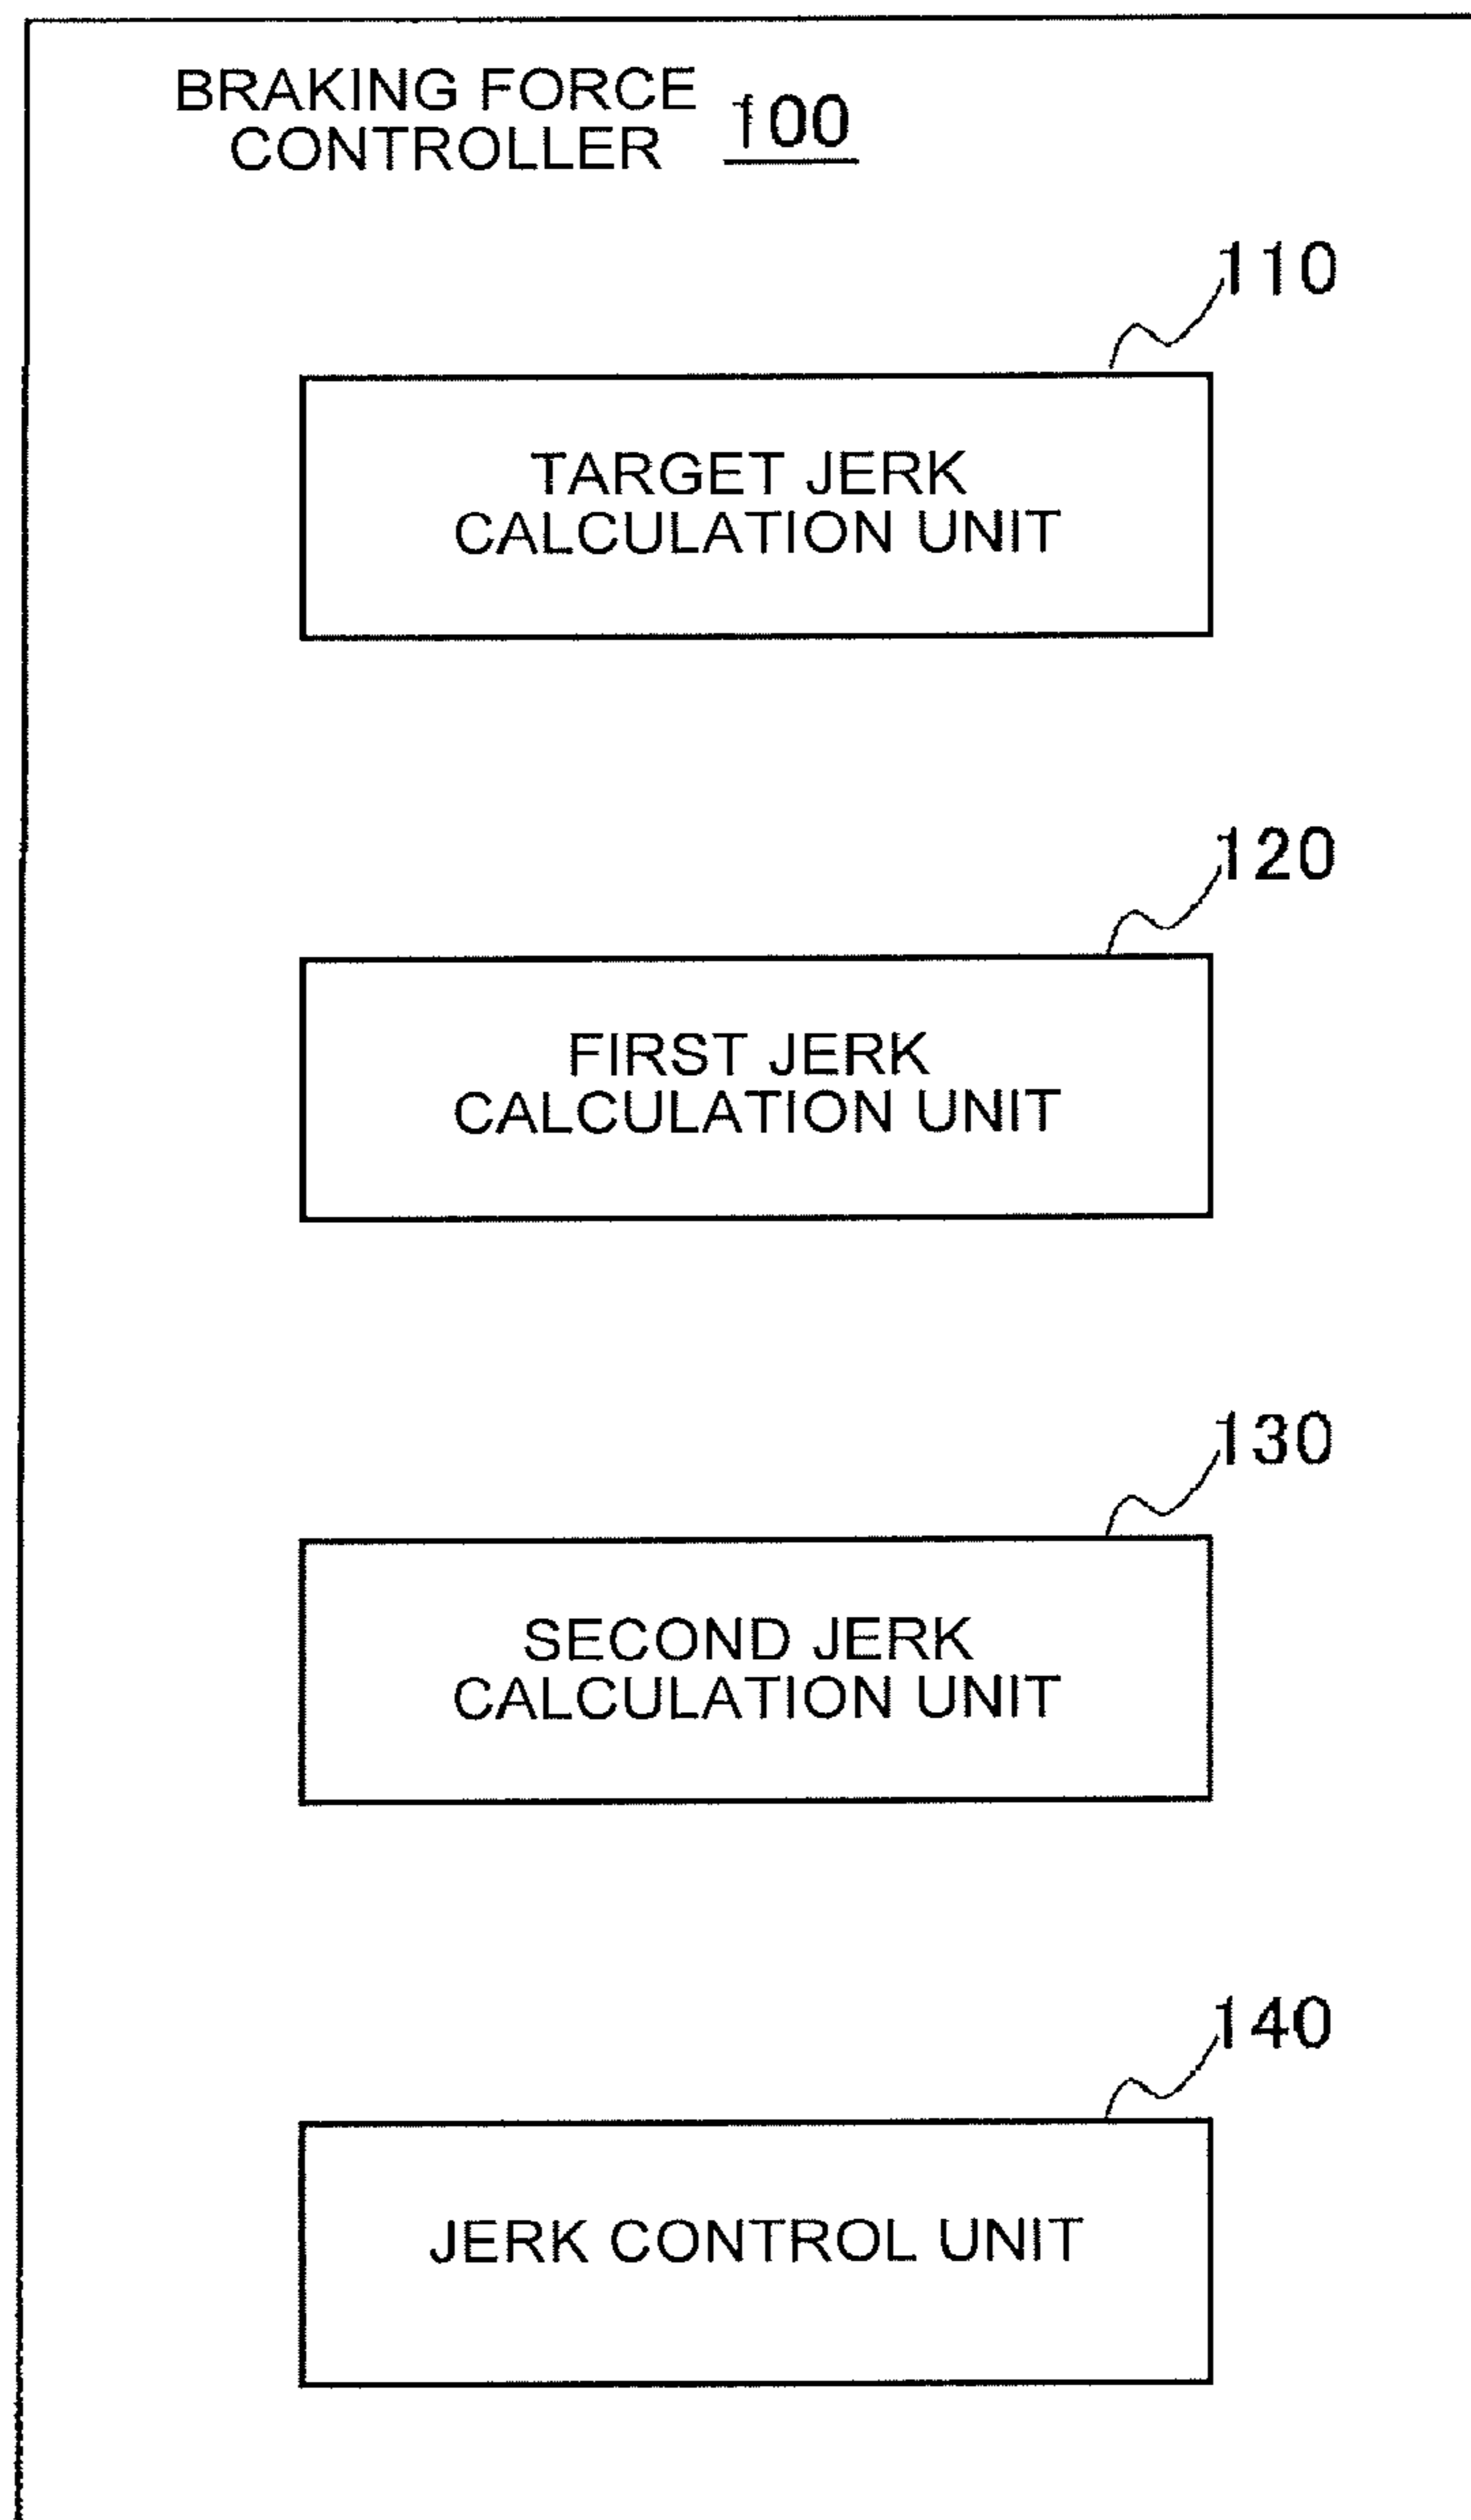 BRAKING FORCE
CONTROLLER 100
110
TARGET JERK
CALCULATION UNIT
120
FIRST JERK
CALCULATION UNIT
130
SECOND JERK
CALCULATION UNIT
140
JERK CONTROL UNIT